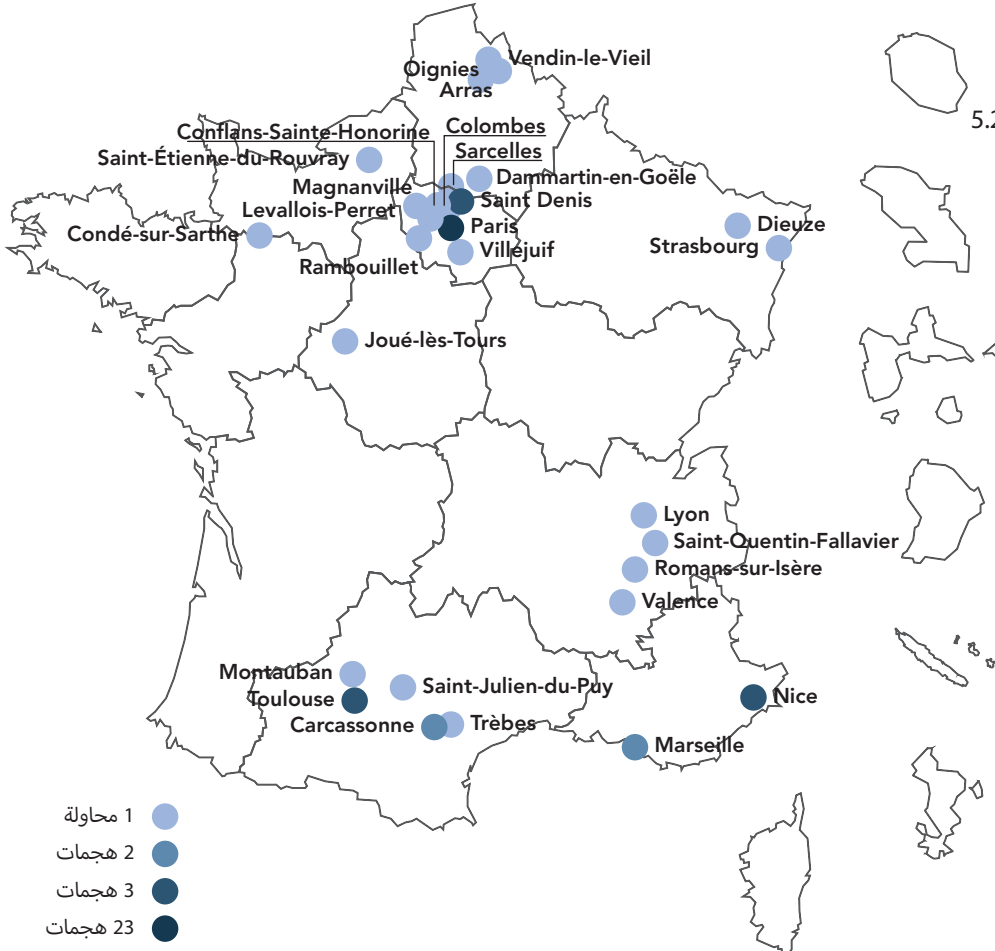 Vendin-le-Vieil
Oignies
Arras
5.2
Conflans-Sainte-Honorine
Colombes
Saint-Étienne-du-Rouvray
Sarcelles
Dammartin-en-Goële
Magnanville
Saint Denis
Levallois-Perret
Paris
Dieuze
Condé-sur-Sarthe
Strasbourg
Villejuif
Rambouillet
Joué-lès-Tours
Lyon
Saint-Quentin-Fallavier
Romans-sur-Isère
Valence
Montauban
Saint-Julien-du-Puy
Toulouse
Nice
Carcassonne
Trèbes
Marseille
1 محاولة
2 هجمات
3 هجمات
23 هجمات